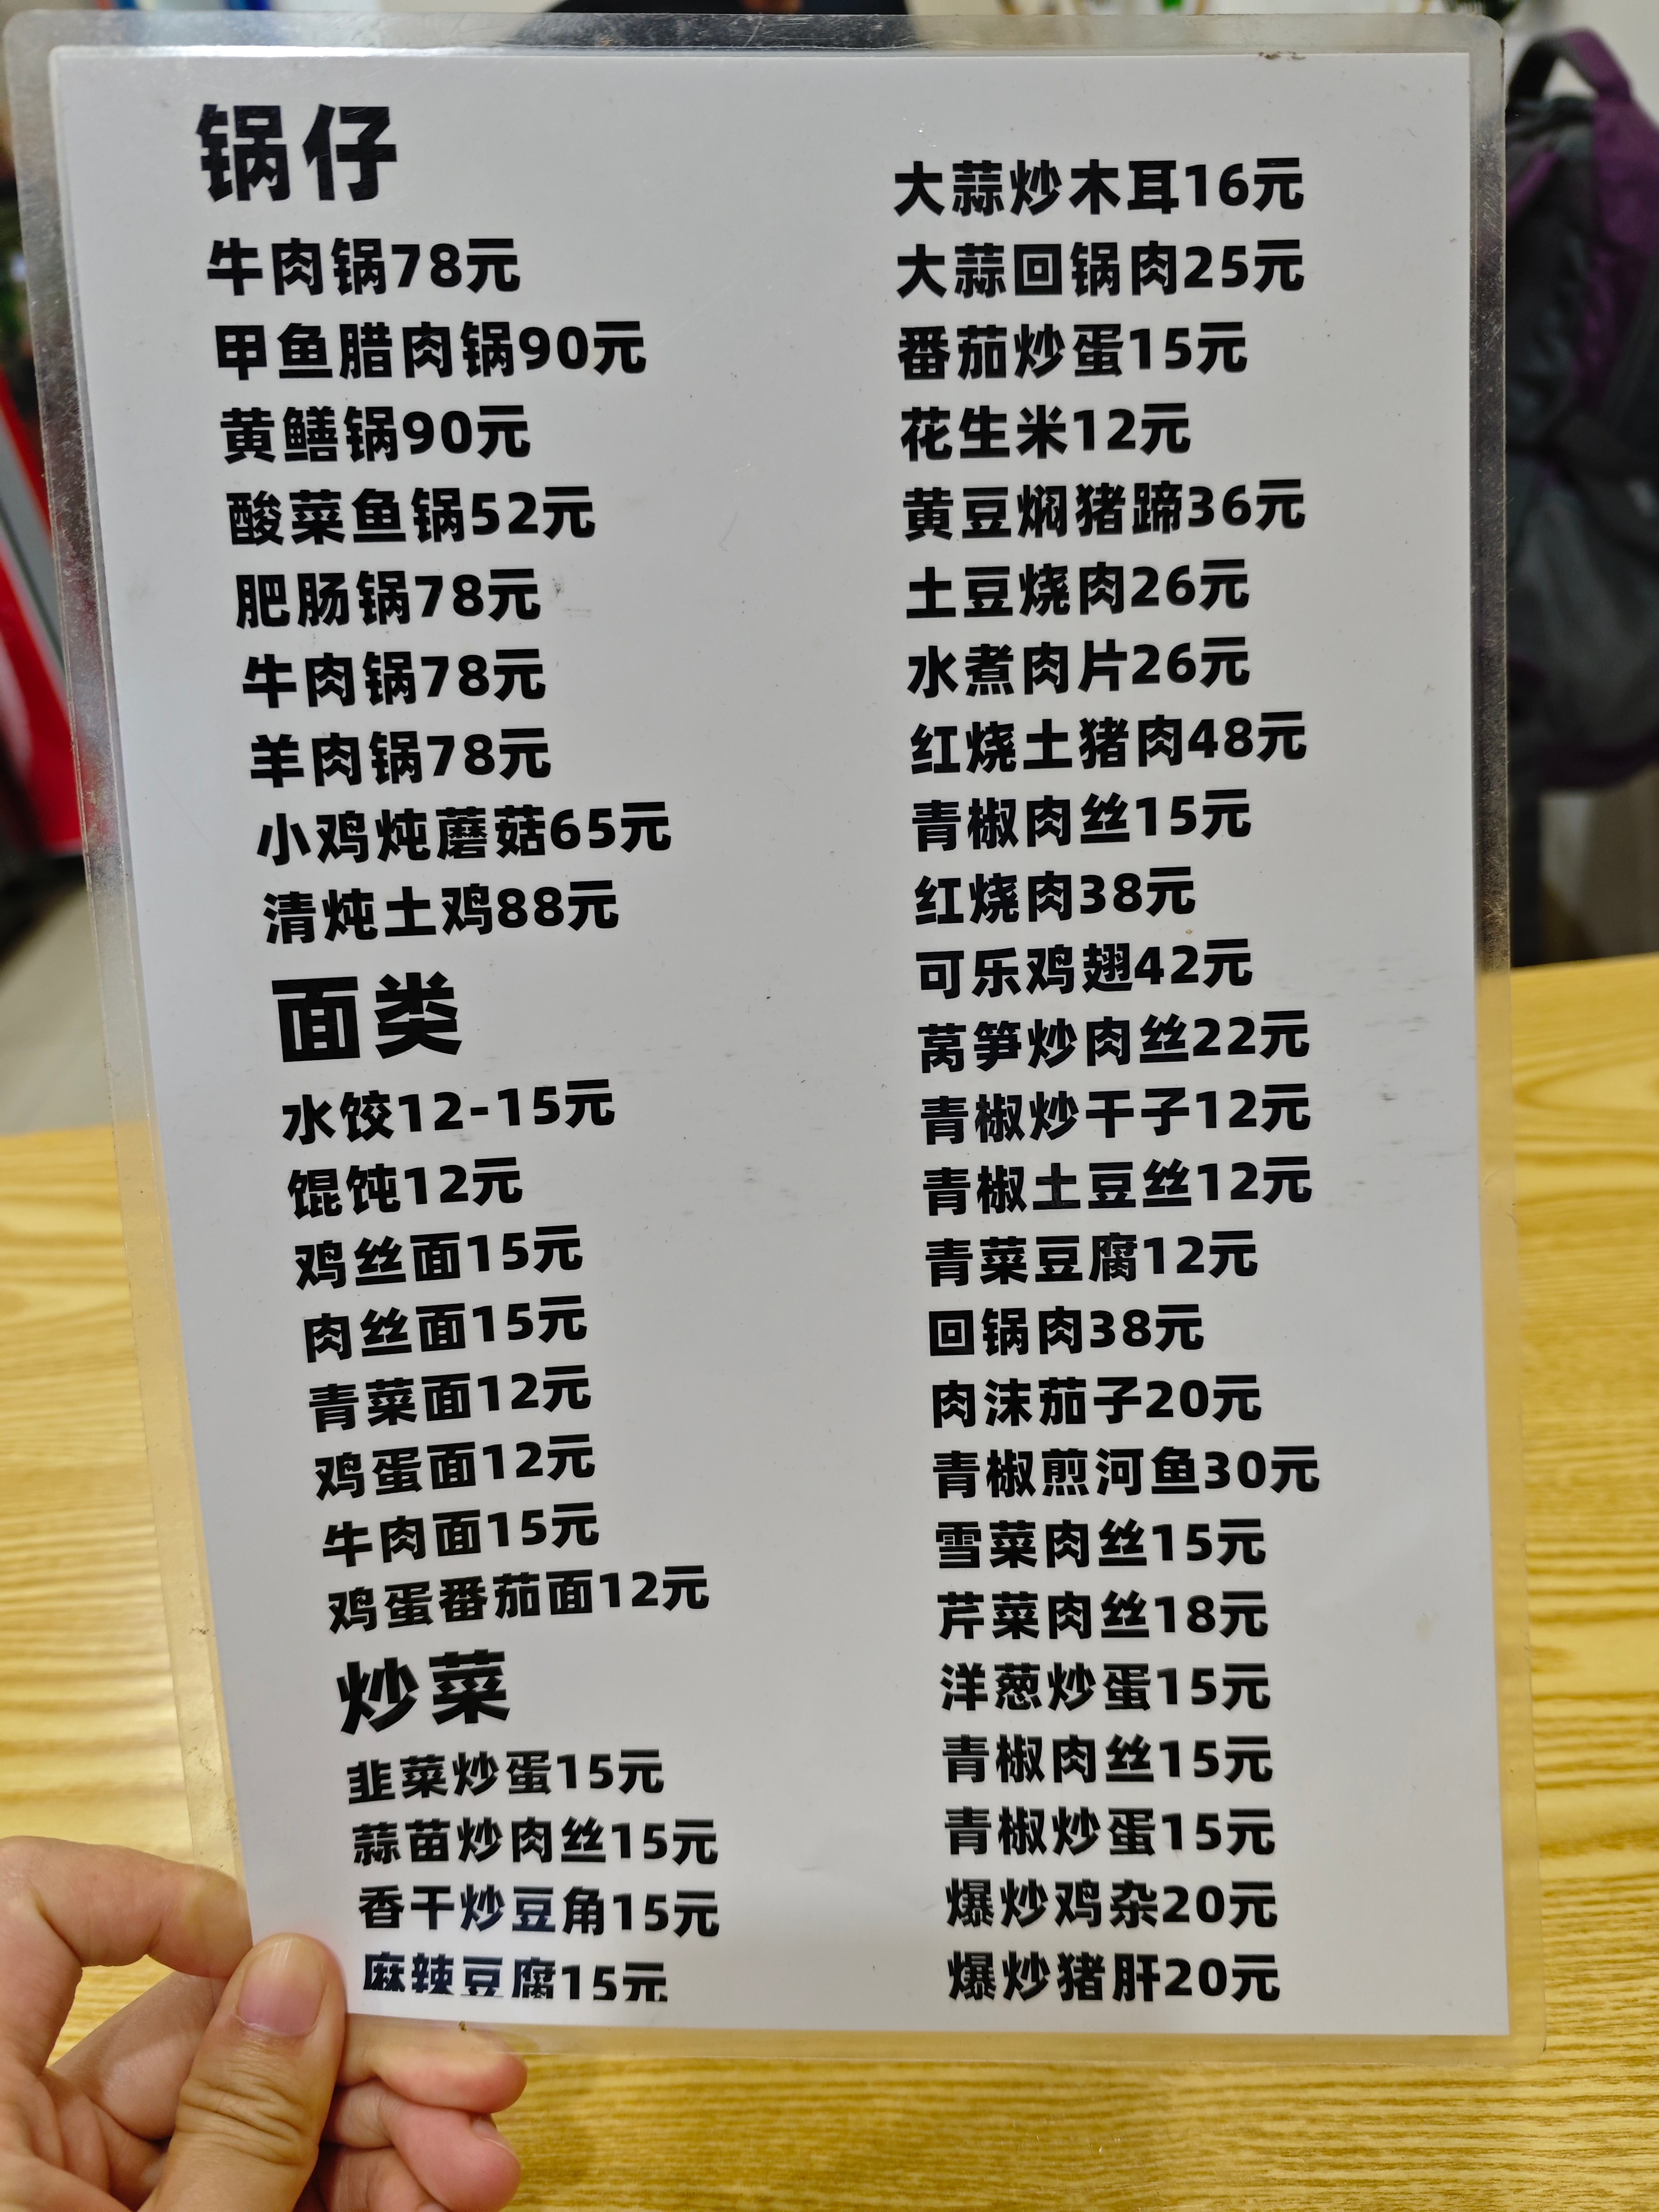 锅仔
牛肉锅78元
甲鱼腊肉锅90元
黄鳝锅90元
酸菜鱼锅52元
肥肠锅78元
牛肉锅78元
羊肉锅78元
小鸡炖蘑菇65元
清炖土鸡88元
面类
水饺12-15元
馄饨12元
鸡丝面15元
肉丝面15元
青菜面12元
鸡蛋面12元
牛肉面15元
鸡蛋番茄面12元
炒菜
韭菜炒蛋15元
蒜苗炒肉丝15元
香干炒豆角15元
麻辣豆腐15元
大蒜炒木耳16元
大蒜回锅肉25元
番茄炒蛋15元
花生米12元
黄豆焖猪蹄36元
土豆烧肉26元
水煮肉片26元
红烧土猪肉48元
青椒肉丝15元
红烧肉38元
可乐鸡翅42元
莴笋炒肉丝22元
青椒炒干子12元
青椒土豆丝12元
青菜豆腐12元
回锅肉38元
肉沫茄子20元
青椒煎河鱼30元
雪菜肉丝15元
芹菜肉丝18元
洋葱炒蛋15元
青椒肉丝15元
青椒炒蛋15元
爆炒鸡杂20元
爆炒猪肝20元